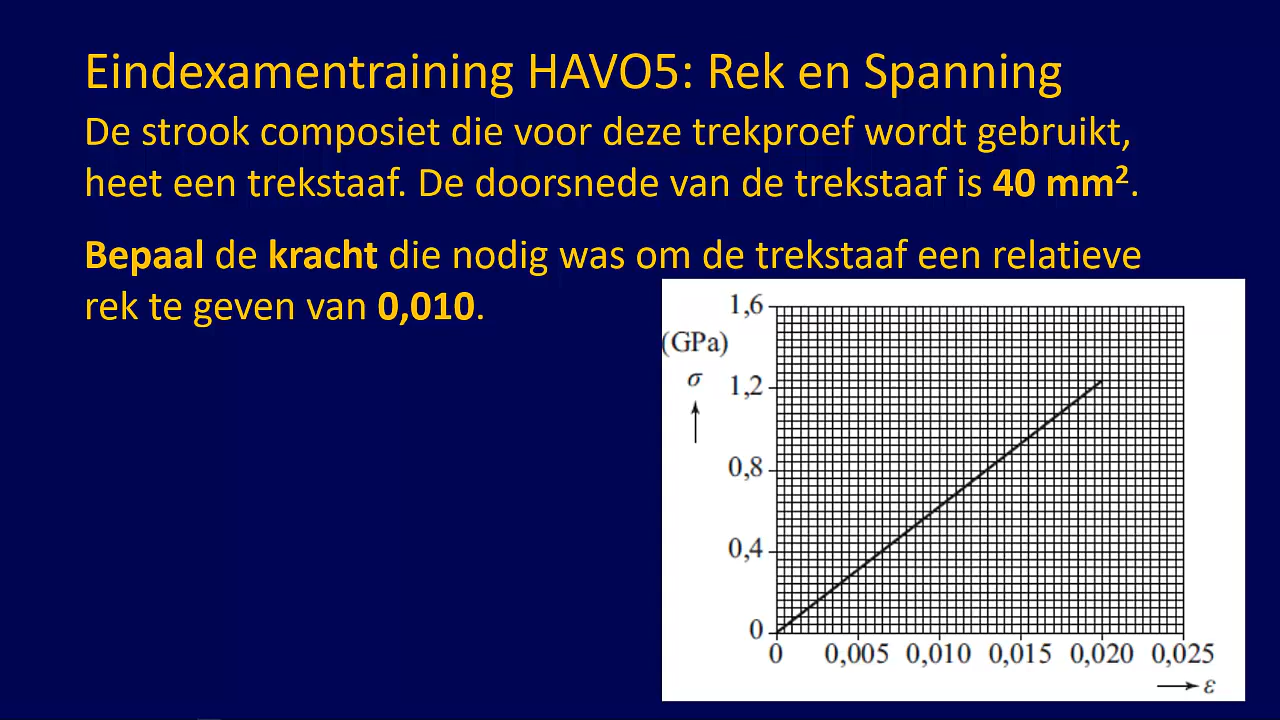 Eindexamentraining HAVO5: Rek en Spanning
De strook composiet die voor deze trekproef wordt gebruikt,
heet een trekstaaf. De doorsnede van de trekstaaf is 40 mm².
Bepaal de kracht die nodig was om de trekstaaf een relatieve
rek te geven van 0,010.
1,6
(GPa)
σ
1,2
0,8
0,4
0
0 0,005 0,010 0,015 0,020 0,025
ε